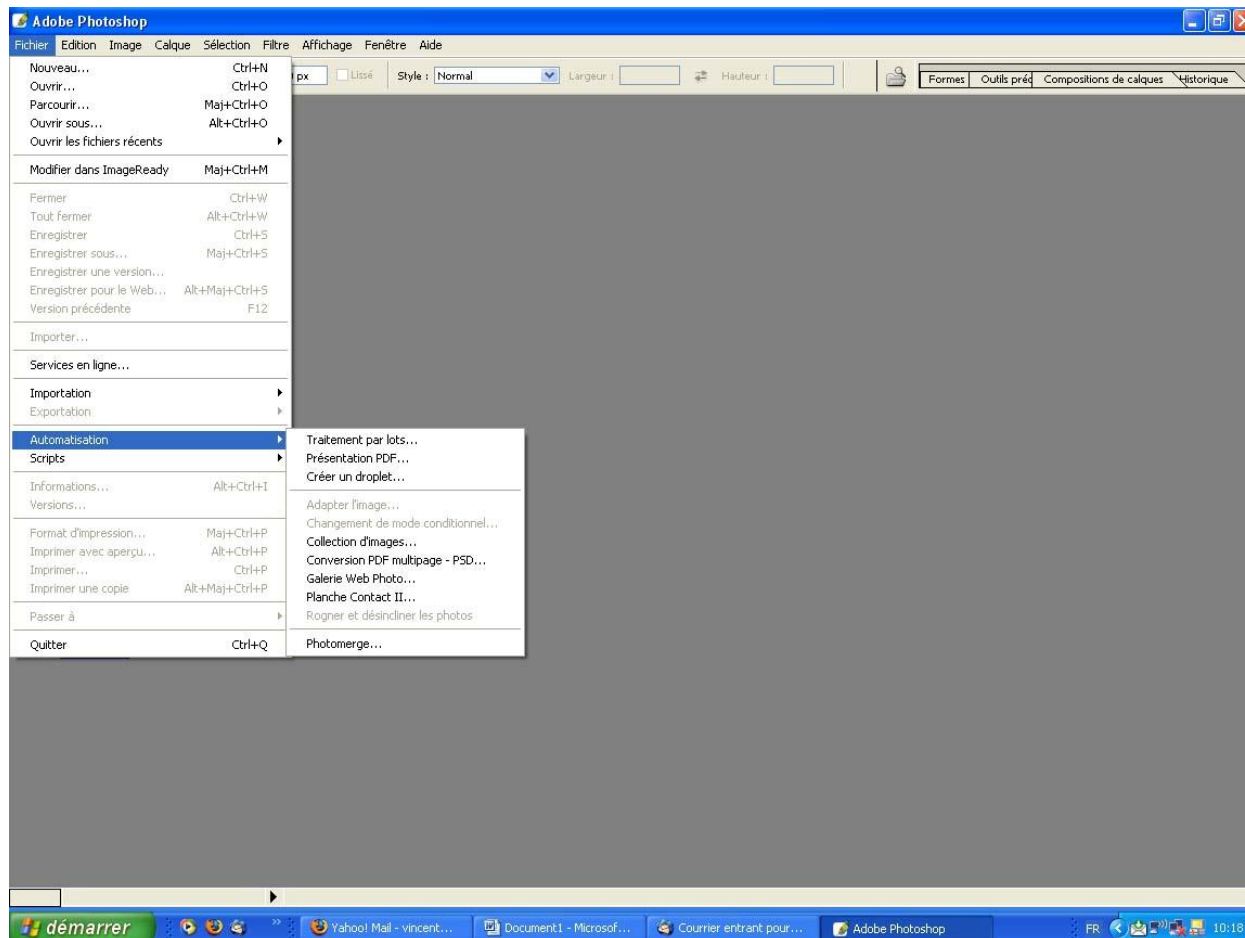 Adobe Photoshop
Fichier Edition Image Calque Sélection Filtre Affichage Fenêtre Aide
px Lissé Style : Normal Largeur : Hauteur : Formes Outils préd Compositions de calques Historique
Nouveau... Ctrl+N
Ouvrir... Ctrl+O
Parcourir... Maj+Ctrl+O
Ouvrir sous... Alt+Ctrl+O
Ouvrir les fichiers récents
Modifier dans ImageReady Maj+Ctrl+M
Fermer Ctrl+W
Tout fermer Alt+Ctrl+W
Enregistrer Ctrl+S
Enregistrer sous... Maj+Ctrl+S
Enregistrer une version...
Enregistrer pour le Web... Alt+Maj+Ctrl+S
Version précédente F12
Importer...
Services en ligne...
Importation
Exportation
Automatisation
Scripts
Informations... Alt+Ctrl+I
Versions...
Format d'impression... Maj+Ctrl+P
Imprimer avec aperçu... Alt+Ctrl+P
Imprimer... Ctrl+P
Imprimer une copie Alt+Maj+Ctrl+P
Passer à
Quitter Ctrl+Q
Traitement par lots...
Présentation PDF...
Créer un droplet...
Adapter l'image...
Changement de mode conditionnel...
Collection d'images...
Conversion PDF multipage - PSD...
Galerie Web Photo...
Planche Contact II...
Rogner et désincliner les photos
Photomerge...
démarrer Yahoo! Mail - vincent... Document1 - Microsof... Courrier entrant pour... Adobe Photoshop FR 10:18